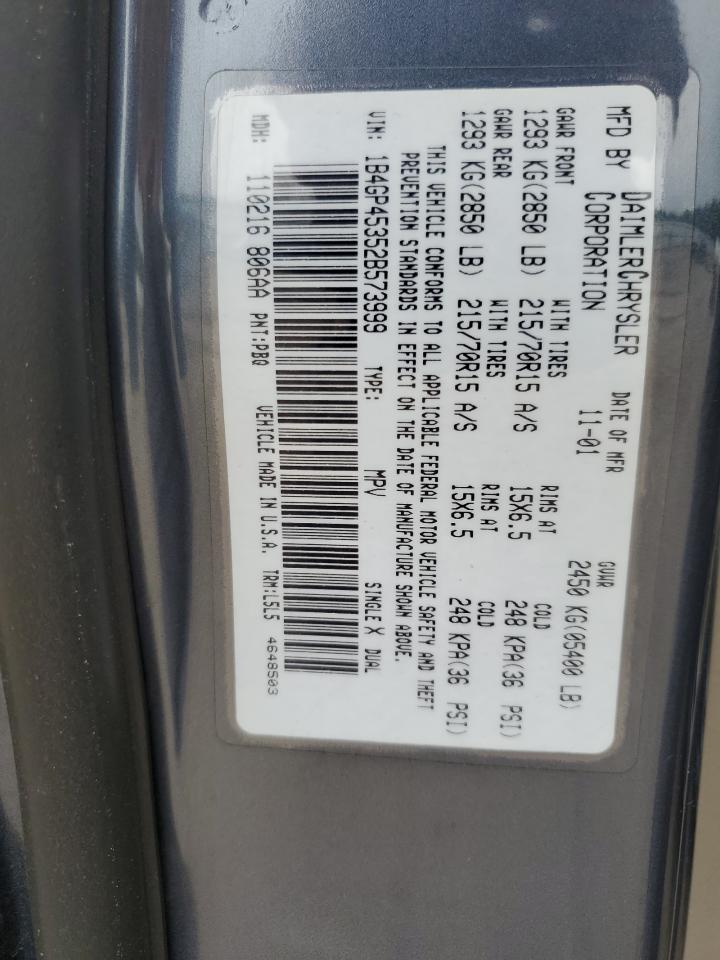 MFD BY DAIMLERCHRYSLER CORPORATION
DATE OF MFR 11-01
GVWR 2450 KG(05400 LB)
GAWR FRONT WITH TIRES RIMS AT COLD
1293 KG(2850 LB) 215/70R15 A/S 15X6.5 248 KPA(36 PSI)
GAWR REAR WITH TIRES RIMS AT COLD
1293 KG(2850 LB) 215/70R15 A/S 15X6.5 248 KPA(36 PSI)
THIS VEHICLE CONFORMS TO ALL APPLICABLE FEDERAL MOTOR VEHICLE SAFETY AND THEFT
PREVENTION STANDARDS IN EFFECT ON THE DATE OF MANUFACTURE SHOWN ABOVE.
VIN: 1B4GP45352B573999 TYPE: MPV SINGLE X DUAL
MDH: 110216 806AA PNT:PBQ VEHICLE MADE IN U.S.A. TRM:L5L5 4648503